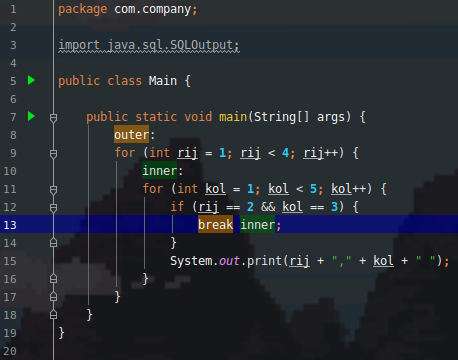 1 package com.company;
2
3 import java.sql.SQLOutput;
4
5 public class Main {
6
7     public static void main(String[] args) {
8         outer:
9         for (int rij = 1; rij < 4; rij++) {
10             inner:
11             for (int kol = 1; kol < 5; kol++) {
12                 if (rij == 2 && kol == 3) {
13                     break inner;
14                 }
15                 System.out.print(rij + "," + kol + " ");
16             }
17         }
18     }
19 }
20